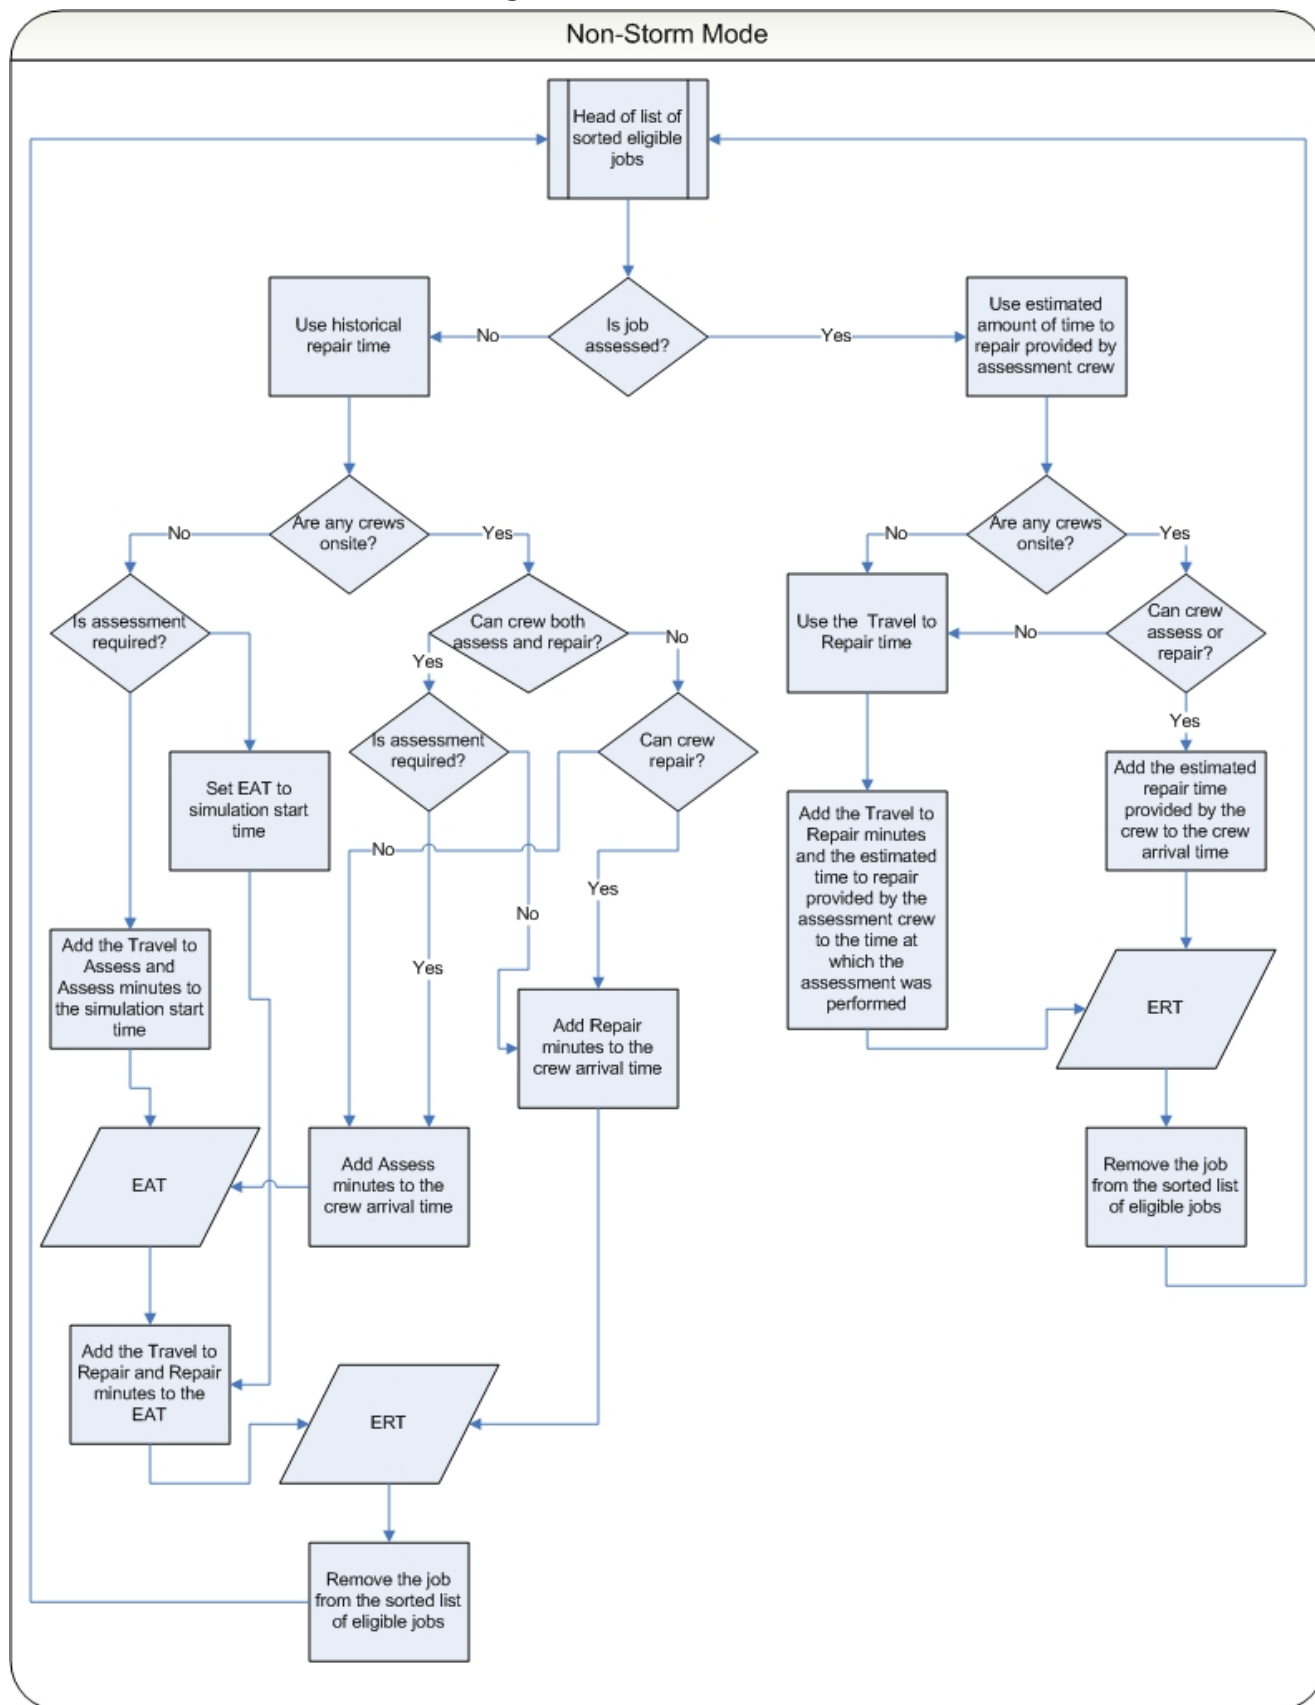 Non-Storm Mode
Head of list of
sorted eligible
jobs
Use historical
repair time
No
Is job
assessed?
Yes
Use estimated
amount of time to
repair provided by
assessment crew
No
Are any crews
onsite?
Yes
No
Are any crews
onsite?
Yes
Is assessment
required?
Can crew both
assess and repair?
No
Yes
Use the Travel to
Repair time
No
Can crew
assess or
repair?
Yes
Set EAT to
simulation start
time
Is assessment
required?
Can crew
repair?
No
Yes
No
Yes
Add the Travel to
Repair minutes
and the estimated
time to repair
provided by the
assessment crew
to the time at
which the
assessment was
performed
Add the estimated
repair time
provided by the
crew to the crew
arrival time
Add the Travel to
Assess and
Assess minutes to
the simulation start
time
Add Repair
minutes to the
crew arrival time
ERT
EAT
Add Assess
minutes to the
crew arrival time
Remove the job
from the sorted list
of eligible jobs
Add the Travel to
Repair and Repair
minutes to the
EAT
ERT
Remove the job
from the sorted list
of eligible jobs